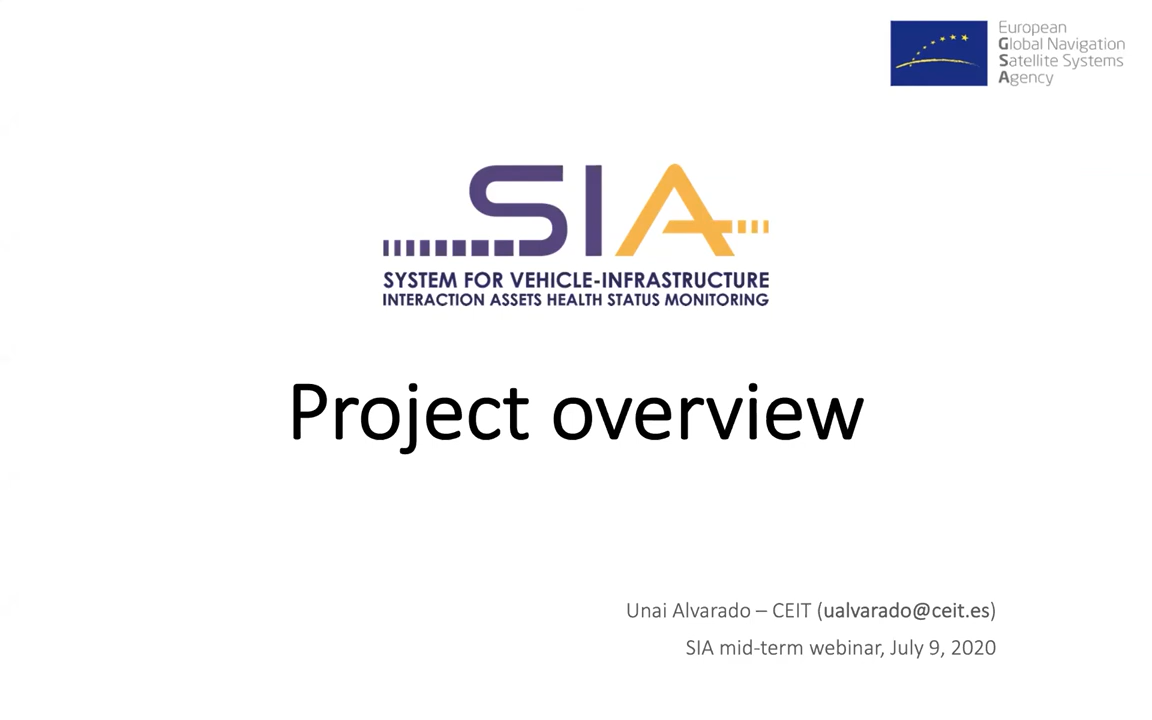 European
Global Navigation
Satellite Systems
Agency
SIA
SYSTEM FOR VEHICLE-INFRASTRUCTURE
INTERACTION ASSETS HEALTH STATUS MONITORING
Project overview
Unai Alvarado – CEIT (ualvarado@ceit.es)
SIA mid-term webinar, July 9, 2020